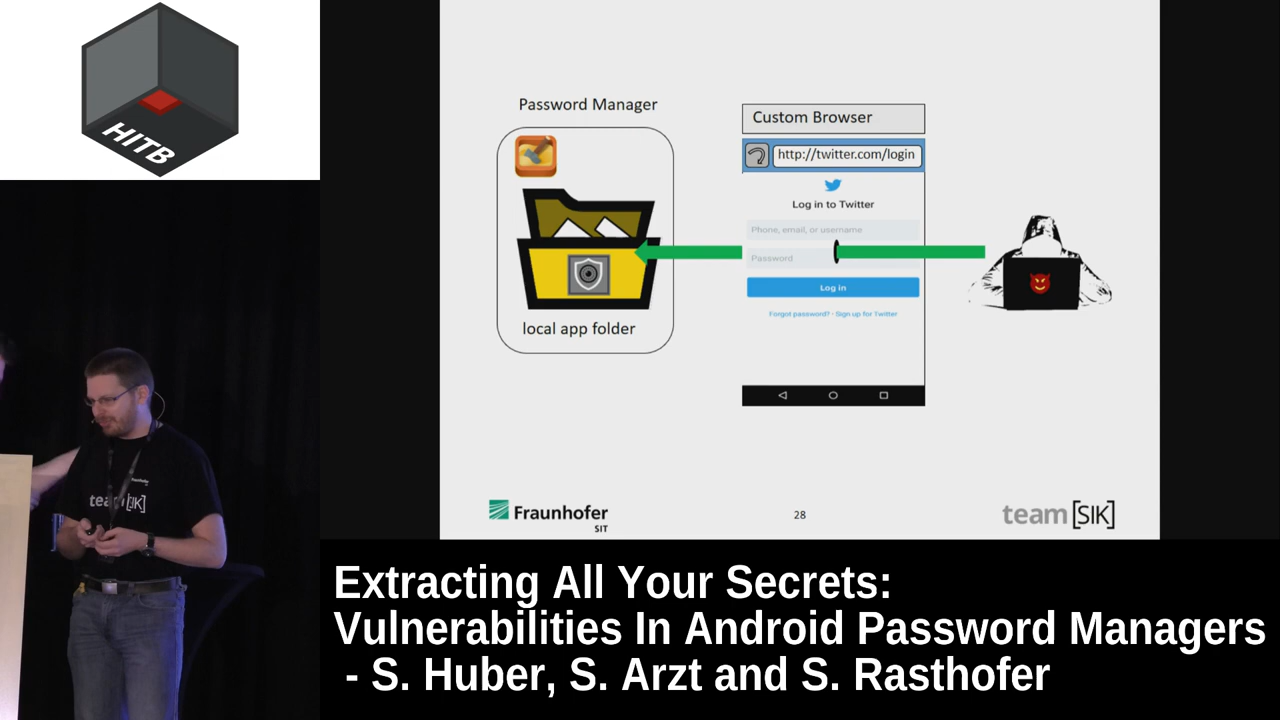 HITB
Password Manager
local app folder
Custom Browser
http://twitter.com/login
Log in to Twitter
Phone, email, or username
Password
Log in
Forgot password? · Sign up for Twitter
Fraunhofer
SIT
28
team[SIK]
team[SIK]
Extracting All Your Secrets:
Vulnerabilities In Android Password Managers
- S. Huber, S. Arzt and S. Rasthofer